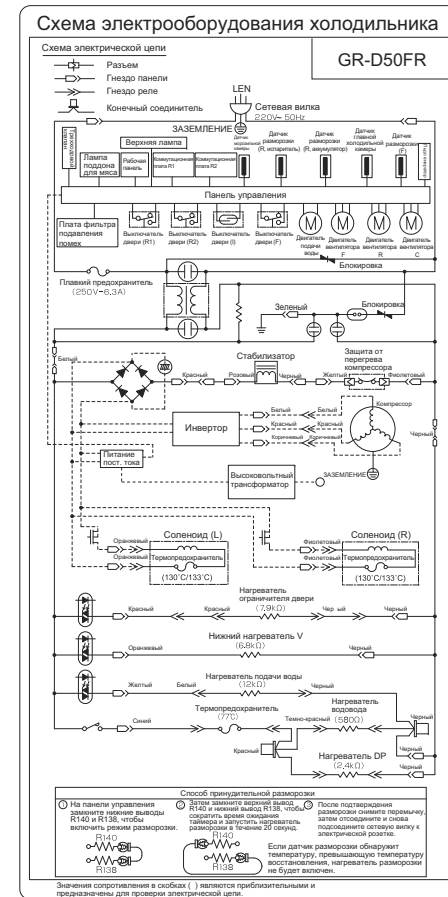 Схема электрооборудования холодильника
Схема электрической цепи
Разъем
Гнездо панели
Гнездо реле
Конечный соединитель
GR-D50FR
LEN
Сетевая вилка
220V~ 50Hz
ЗАЗЕМЛЕНИЕ
Верхняя лампа
Датчик
морозильной
камеры
Датчик
разморозки
(R, испаритель)
Датчик
разморозки
(R, аккумулятор)
Датчик
главной
холодильной
камеры
Датчик
разморозки
(F)
Трехходовой
клапан
Лампа
поддона
для мяса
Рабочая
панель
Коммутационная
плата R1
Коммутационная
плата R2
Панель управления
Плата фильтра
подавления
помех
Выключатель
двери (R1)
Выключатель
двери (R2)
Выключатель
двери (I)
Выключатель
двери (F)
M
M
M
M
Двигатель
подачи
воды
Двигатель
вентилятора
F
Двигатель
вентилятора
R
Двигатель
вентилятора
C
Блокировка
Плавкий предохранитель
(250V-6.3A)
Зеленый
Блокировка
Белый
Стабилизатор
Защита от
перегрева
компрессора
Красный
Розовый
Черный
Желтый
Фиолетовый
Компрессор
Инвертор
Белый
Белый
Красный
Красный
Коричневый
Коричневый
Черный
Питание
пост. тока
Высоковольтный
трансформатор
ЗАЗЕМЛЕНИЕ
Соленоид (L)
Соленоид (R)
Оранжевый
Оранжевый
Термопредохранитель
(130°C/133°C)
Фиолетовый
Фиолетовый
Термопредохранитель
(130°C/133°C)
Нагреватель
ограничителя двери
(7,9kΩ)
Красный
Красный
Чер ый
Черный
Нижний нагреватель V
(6.8kΩ)
Оранжевый
Черный
Нагреватель подачи воды
(12kΩ)
Желтый
Белый
Черный
Термопредохранитель
(77°C)
Синий
Темно-красный
Нагреватель
водовода
(580Ω)
Черный
Красный
Черный
Нагреватель DP
(2,4kΩ)
Черный
Способ принудительной разморозки
① На панели управления
замкните нижние выводы
R140 и R138, чтобы
включить режим разморозки.
R140
R138
② Затем замкните верхний вывод
R140 и нижний вывод R138, чтобы
сократить время ожидания
таймера и запустить нагреватель
разморозки в течение 20 секунд.
R140
R138
③ После подтверждения
разморозки снимите перемычку,
затем отсоедините и снова
подсоедините сетевую вилку к
электрической розетке.
Если датчик разморозки обнаружит
температуру, превышающую температуру
восстановления, нагреватель разморозки
не будет включен.
Значения сопротивления в скобках ( ) являются приблизительными и
предназначены для проверки электрической цепи.